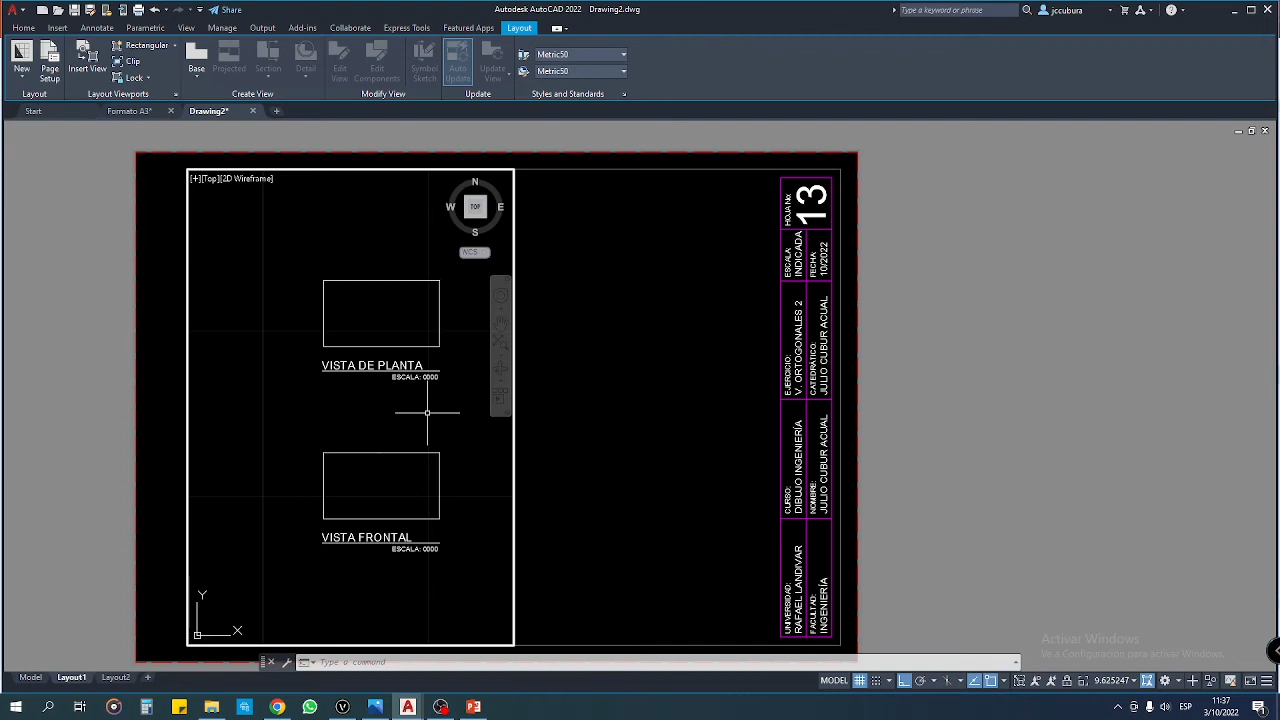 Autodesk AutoCAD 2022 Drawing2.dwg
Share
Type a keyword or phrase
jccubura
Home Insert Annotate Parametric View Manage Output Add-ins Collaborate Express Tools Featured Apps Layout
New
Page Setup
Layout
Insert View
Rectangular
Clip
Lock
Layout Viewports
Base
Projected
Section
Detail
Create View
Edit View
Edit Components
Symbol Sketch
Modify View
Auto Update
Update View
Update
Metric50
Metric50
Styles and Standards
Start
Formato A3*
Drawing2*
[+][Top][2D Wireframe]
N
W
TOP
E
S
WCS
VISTA DE PLANTA
ESCALA: 0000
VISTA FRONTAL
ESCALA: 0000
Y
X
HOJA No:
13
ESCALA:
INDICADA
FECHA:
10/2022
EJERCICIO:
V. ORTOGONALES 2
CATEDRÁTICO:
JULIO CUBUR ACUAL
CURSO:
DIBUJO INGENIERÍA
NOMBRE:
JULIO CUBUR ACUAL
UNIVERSIDAD:
RAFAEL LANDIVAR
FACULTAD:
INGENIERÍA
Activar Windows
Ve a Configuración para activar Windows.
Type a command
Model Layout1 Layout2
MODEL
9.625247
ESP
11:37
3/10/2022